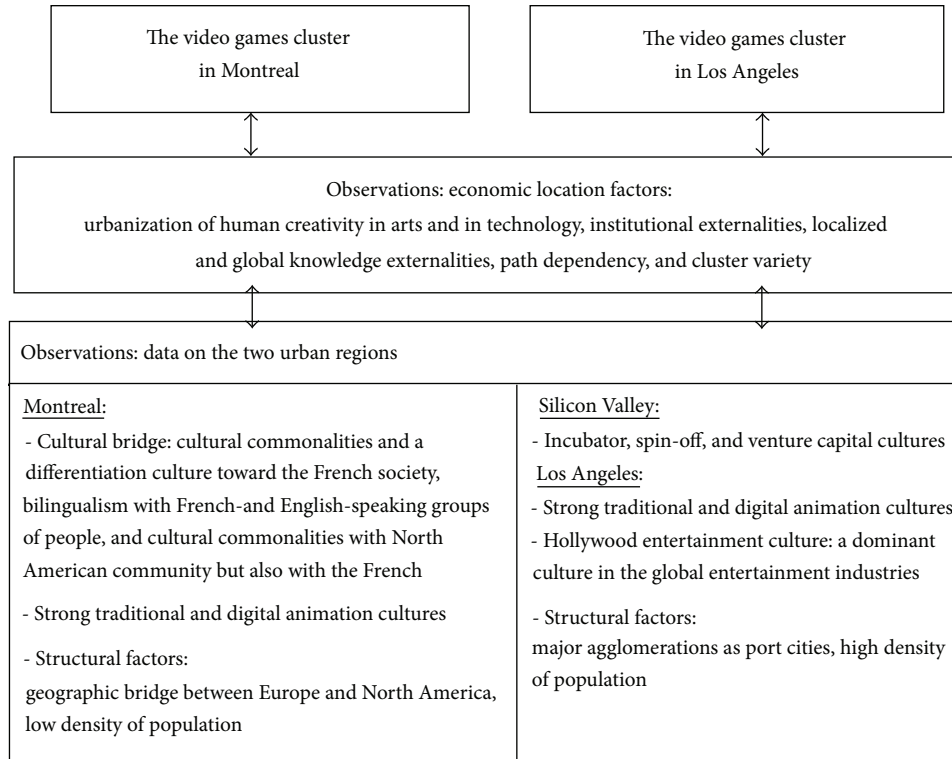 The video games cluster
in Montreal
The video games cluster
in Los Angeles
Observations: economic location factors:
urbanization of human creativity in arts and in technology, institutional externalities, localized
and global knowledge externalities, path dependency, and cluster variety
Observations: data on the two urban regions
Montreal:
- Cultural bridge: cultural commonalities and a
differentiation culture toward the French society,
bilingualism with French-and English-speaking groups
of people, and cultural commonalities with North
American community but also with the French
- Strong traditional and digital animation cultures
- Structural factors:
geographic bridge between Europe and North America,
low density of population
Silicon Valley:
- Incubator, spin-off, and venture capital cultures
Los Angeles:
- Strong traditional and digital animation cultures
- Hollywood entertainment culture: a dominant
culture in the global entertainment industries
- Structural factors:
major agglomerations as port cities, high density
of population